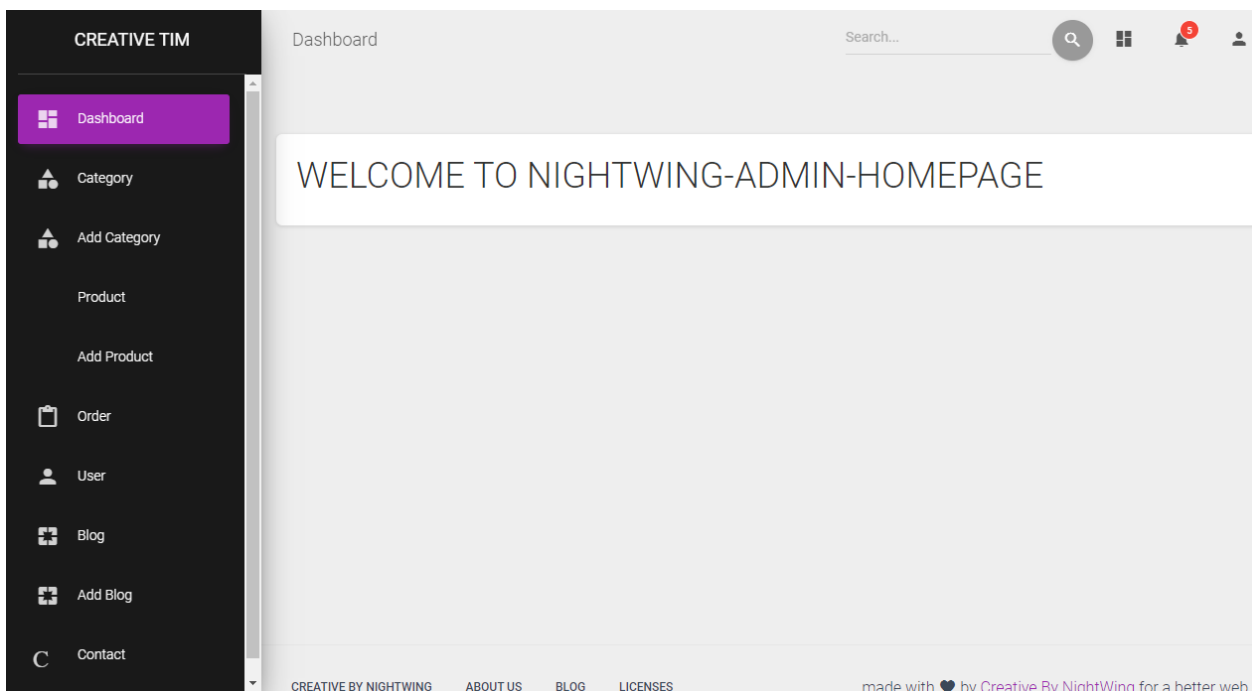 CREATIVE TIM
Dashboard
Search...
5
Dashboard
Category
Add Category
Product
Add Product
Order
User
Blog
Add Blog
C Contact
WELCOME TO NIGHTWING-ADMIN-HOMEPAGE
CREATIVE BY NIGHTWING ABOUT US BLOG LICENSES
made with by Creative By NightWing for a better web